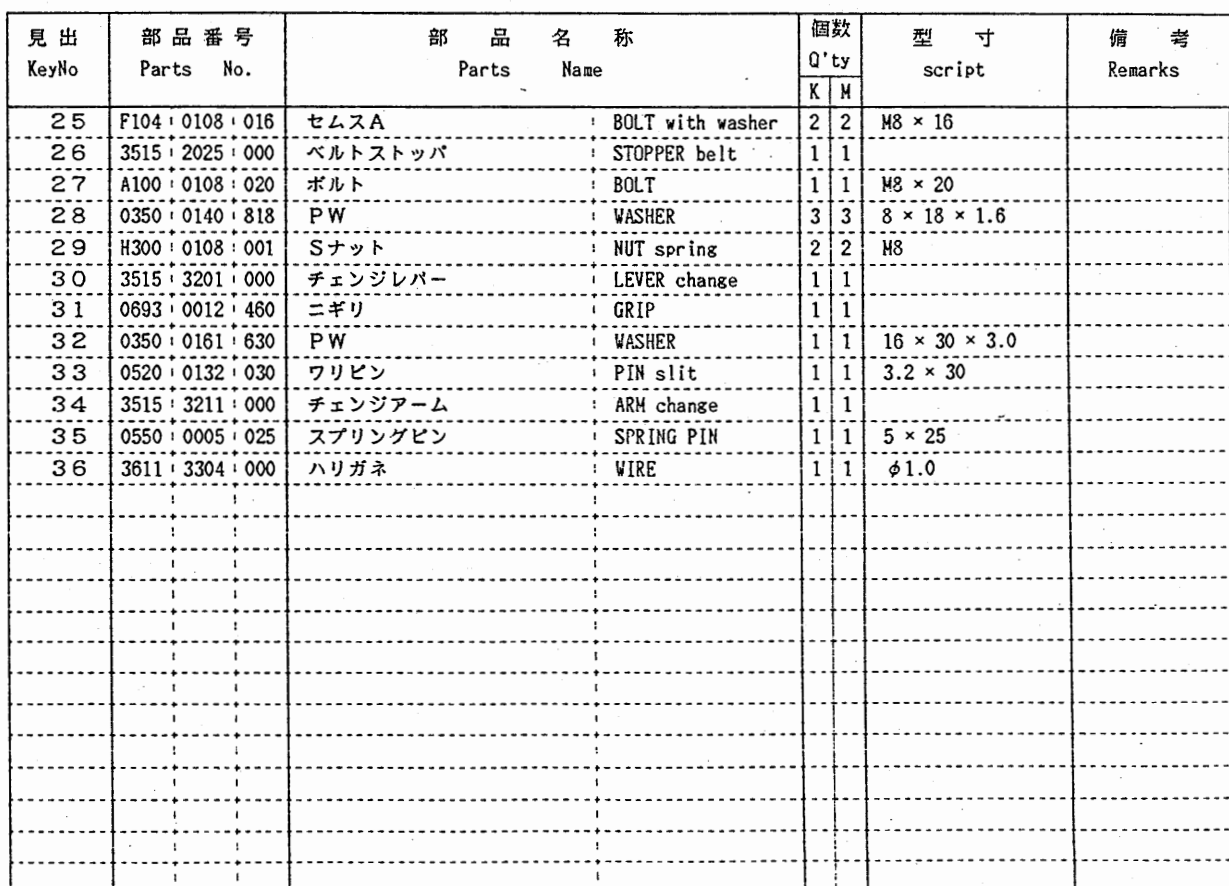 見出 部品番号 部品名称 個数 型寸 備考
KeyNo Parts No. Parts Name Q'ty script Remarks
K M
25 F104 0108 016 セムスA BOLT with washer 2 2 M8 × 16
26 3515 2025 000 ベルトストッパ STOPPER belt 1 1
27 A100 0108 020 ボルト BOLT 1 1 M8 × 20
28 0350 0140 818 PW WASHER 3 3 8 × 18 × 1.6
29 H300 0108 001 Sナット NUT spring 2 2 M8
30 3515 3201 000 チェンジレバー LEVER change 1 1
31 0693 0012 460 ニギリ GRIP 1 1
32 0350 0161 630 PW WASHER 1 1 16 × 30 × 3.0
33 0520 0132 030 ワリピン PIN slit 1 1 3.2 × 30
34 3515 3211 000 チェンジアーム ARM change 1 1
35 0550 0005 025 スプリングピン SPRING PIN 1 1 5 × 25
36 3611 3304 000 ハリガネ WIRE 1 1 φ1.0